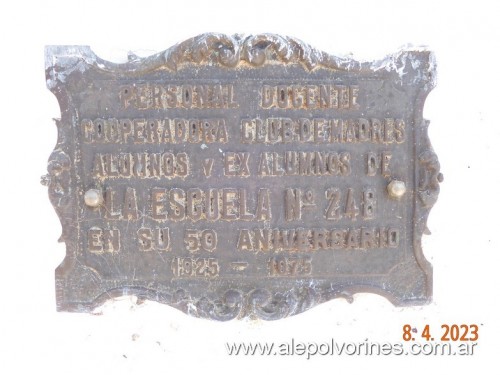 PERSONAL DOCENTE
COOPERADORA CLUB DE MADRES
ALUMNOS Y EX ALUMNOS DE
LA ESCUELA Nº 248
EN SU 50 ANIVERSARIO
1925 - 1975
8. 4. 2023
www.alepolvorines.com.ar